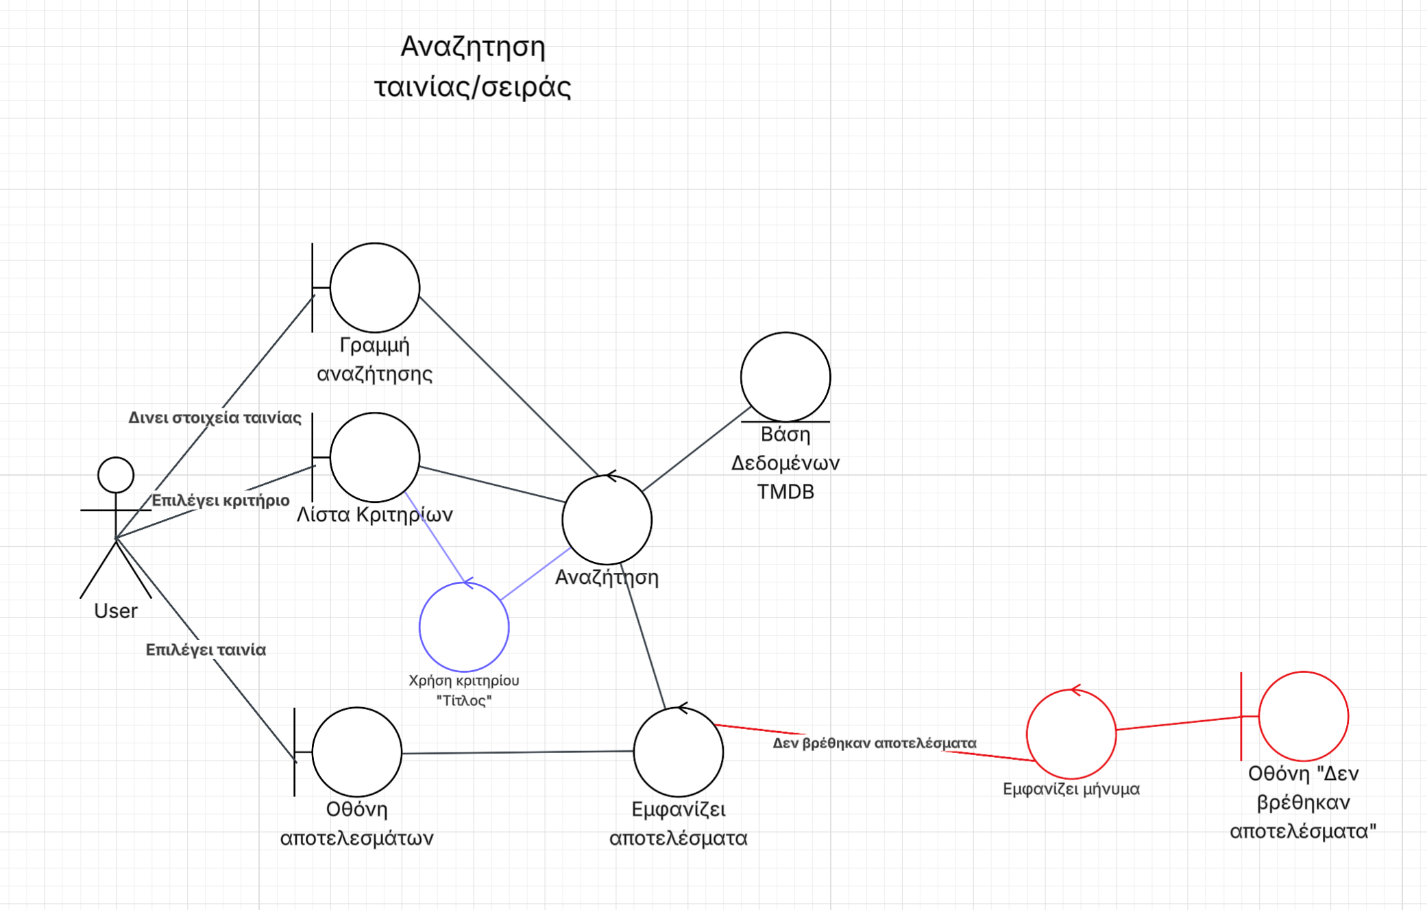 Αναζητηση
ταινίας/σειράς
Γραμμή
αναζήτησης
Δινει στοιχεία ταινίας
Βάση
Δεδομένων
TMDB
Επιλέγει κριτήριο
Λίστα Κριτηρίων
Αναζήτηση
User
Επιλέγει ταινία
Χρήση κριτηρίου
"Τίτλος"
Δεν βρέθηκαν αποτελέσματα
Εμφανίζει μήνυμα
Οθόνη "Δεν
βρέθηκαν
αποτελέσματα"
Οθόνη
αποτελεσμάτων
Εμφανίζει
αποτελέσματα